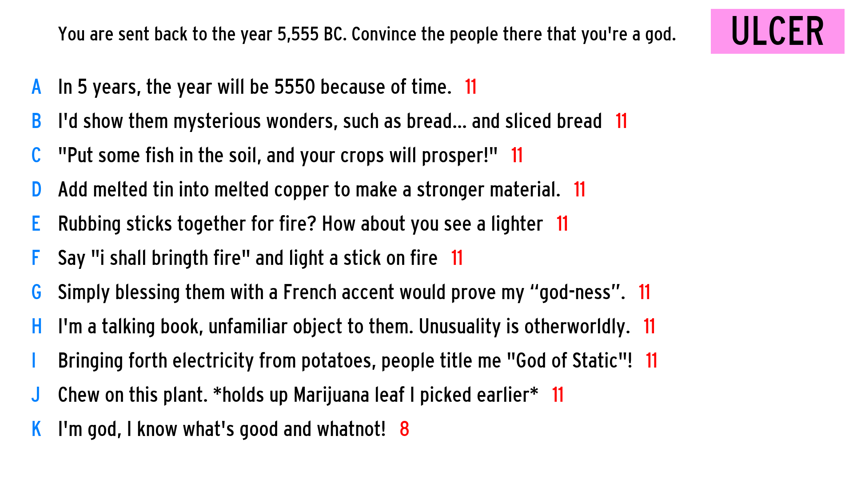 You are sent back to the year 5,555 BC. Convince the people there that you're a god.
ULCER
A In 5 years, the year will be 5550 because of time. 11
B I'd show them mysterious wonders, such as bread... and sliced bread 11
C "Put some fish in the soil, and your crops will prosper!" 11
D Add melted tin into melted copper to make a stronger material. 11
E Rubbing sticks together for fire? How about you see a lighter 11
F Say "i shall bringth fire" and light a stick on fire 11
G Simply blessing them with a French accent would prove my “god-ness”. 11
H I'm a talking book, unfamiliar object to them. Unusuality is otherworldly. 11
I Bringing forth electricity from potatoes, people title me "God of Static"! 11
J Chew on this plant. *holds up Marijuana leaf I picked earlier* 11
K I'm god, I know what's good and whatnot! 8